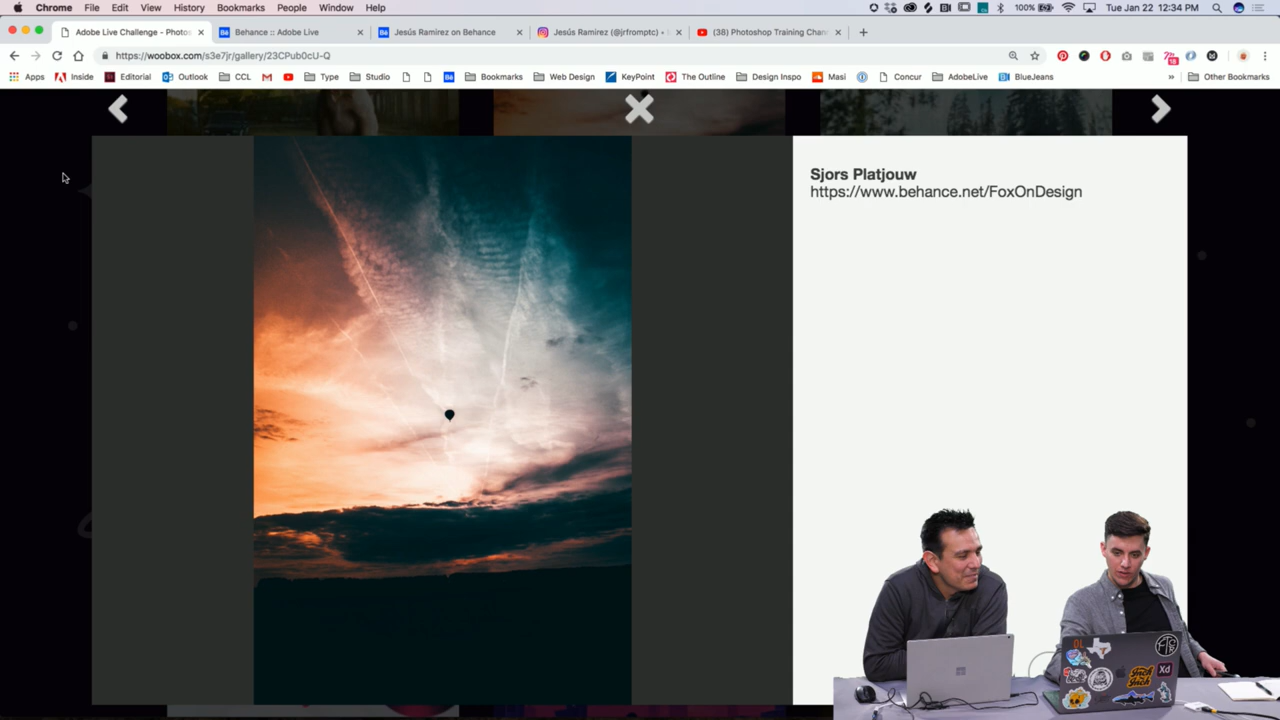 Chrome File Edit View History Bookmarks People Window Help 100% Tue Jan 22 12:34 PM
Adobe Live Challenge - Photos Behance :: Adobe Live Jesús Ramirez on Behance Jesús Ramirez (@jrfromptc) • (38) Photoshop Training Chan
https://woobox.com/s3e7jr/gallery/23CPub0cU-Q
Apps Inside Editorial Outlook CCL Type Studio Bookmarks Web Design KeyPoint The Outline Design Inspo Masi Concur AdobeLive BlueJeans » Other Bookmarks
Sjors Platjouw
https://www.behance.net/FoxOnDesign
Xd